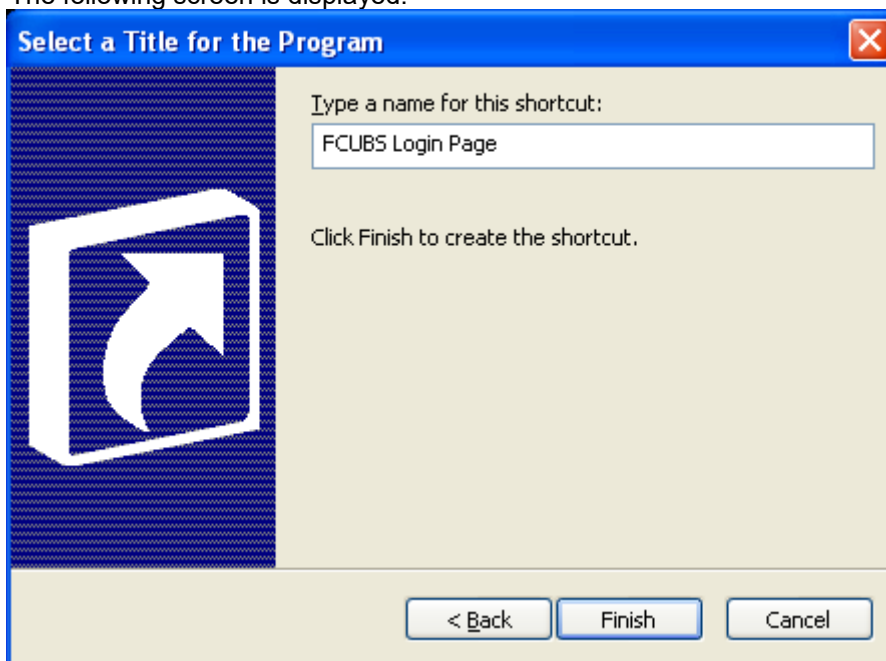 The following screen is displayed:
Select a Title for the Program
Type a name for this shortcut:
FCUBS Login Page
Click Finish to create the shortcut.
< Back Finish Cancel